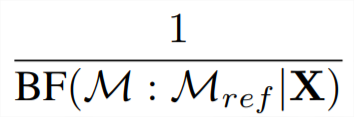 1
BF(ℳ : ℳ_ref|𝐗)